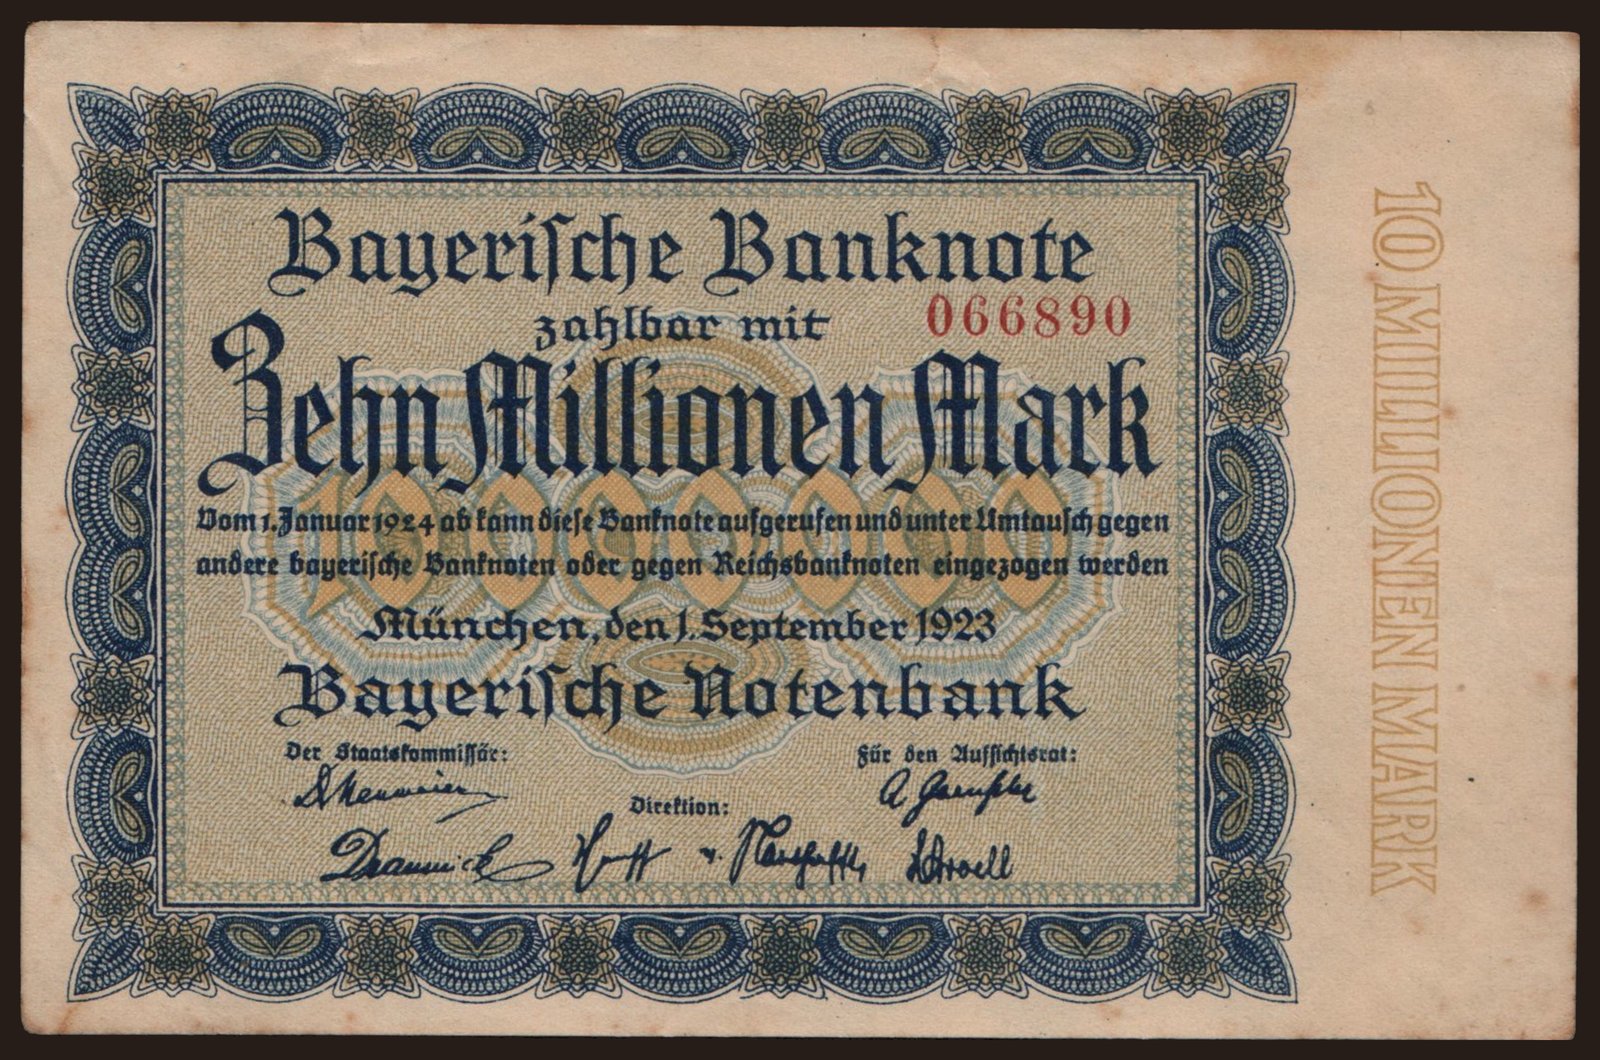 Bayerische Banknote
zahlbar mit
066890
Zehn Millionen Mark
10000000
Vom 1. Januar 1924 ab kann diese Banknote aufgerufen und unter Umtausch gegen
andere bayerische Banknoten oder gegen Reichsbanknoten eingezogen werden
München, den 1. September 1923
Bayerische Notenbank
Der Staatskommissär:
Für den Aufsichtsrat:
Direktion:
10 MILLIONEN MARK